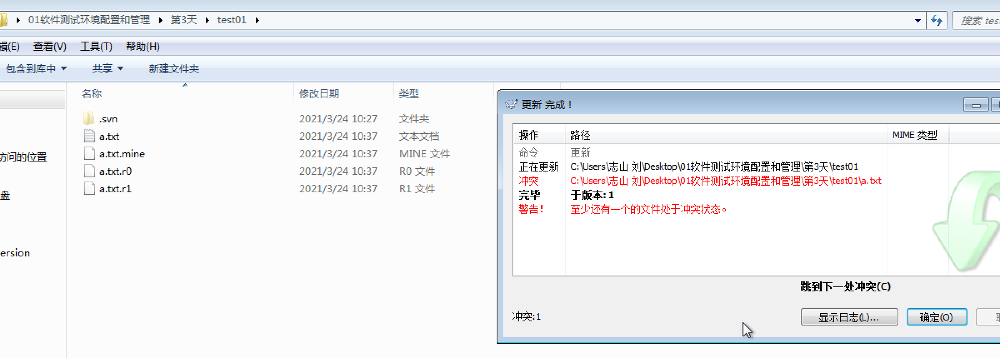 01软件测试环境配置和管理 第3天 test01 搜索 tes
辑(E) 查看(V) 工具(T) 帮助(H)
包含到库中 共享 新建文件夹
名称 修改日期 类型
.svn 2021/3/24 10:27 文件夹
a.txt 2021/3/24 10:37 文本文档
a.txt.mine 2021/3/24 10:37 MINE 文件
a.txt.r0 2021/3/24 10:37 R0 文件
a.txt.r1 2021/3/24 10:37 R1 文件
访问的位置
盘
ersion
更新 完成！
操作 路径 MIME 类型
命令 更新
正在更新 C:\Users\志山 刘\Desktop\01软件测试环境配置和管理\第3天\test01
冲突 C:\Users\志山 刘\Desktop\01软件测试环境配置和管理\第3天\test01\a.txt
完毕 于版本: 1
警告! 至少还有一个的文件处于冲突状态。
跳到下一处冲突(C)
冲突:1 显示日志(L)... 确定(O)